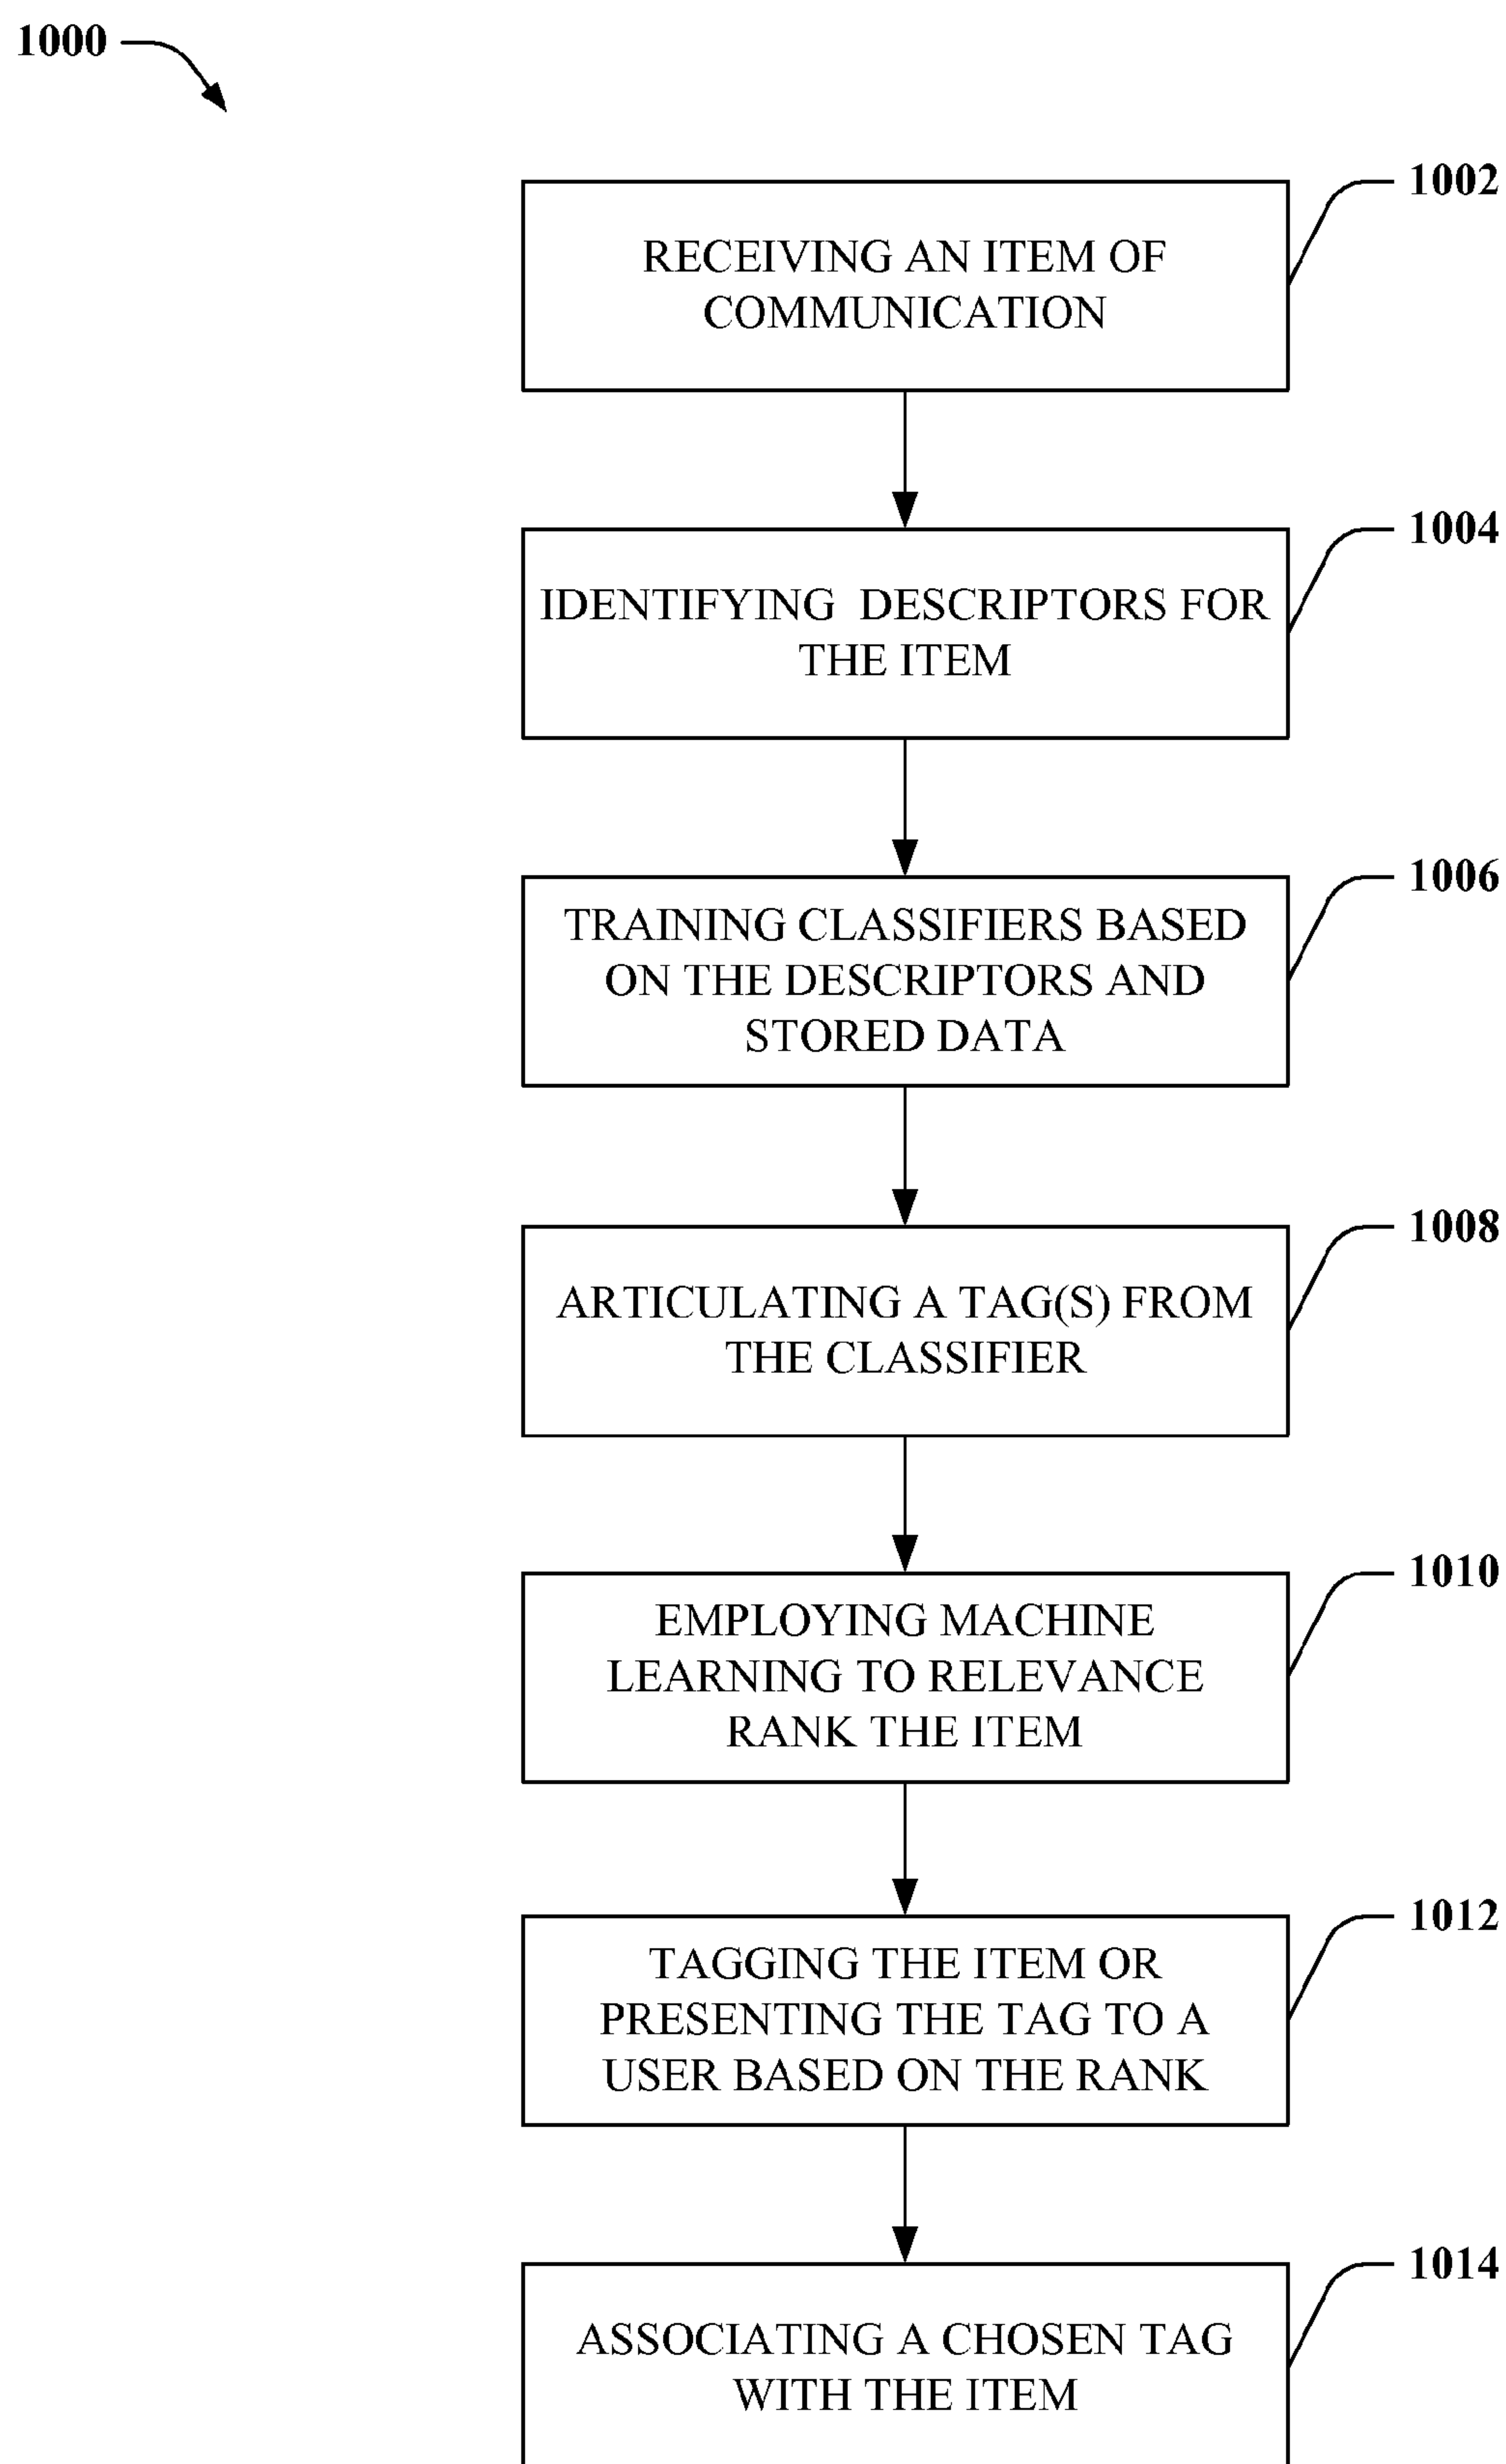 1000
1002
RECEIVING AN ITEM OF
COMMUNICATION
1004
IDENTIFYING DESCRIPTORS FOR
THE ITEM
1006
TRAINING CLASSIFIERS BASED
ON THE DESCRIPTORS AND
STORED DATA
1008
ARTICULATING A TAG(S) FROM
THE CLASSIFIER
1010
EMPLOYING MACHINE
LEARNING TO RELEVANCE
RANK THE ITEM
1012
TAGGING THE ITEM OR
PRESENTING THE TAG TO A
USER BASED ON THE RANK
1014
ASSOCIATING A CHOSEN TAG
WITH THE ITEM